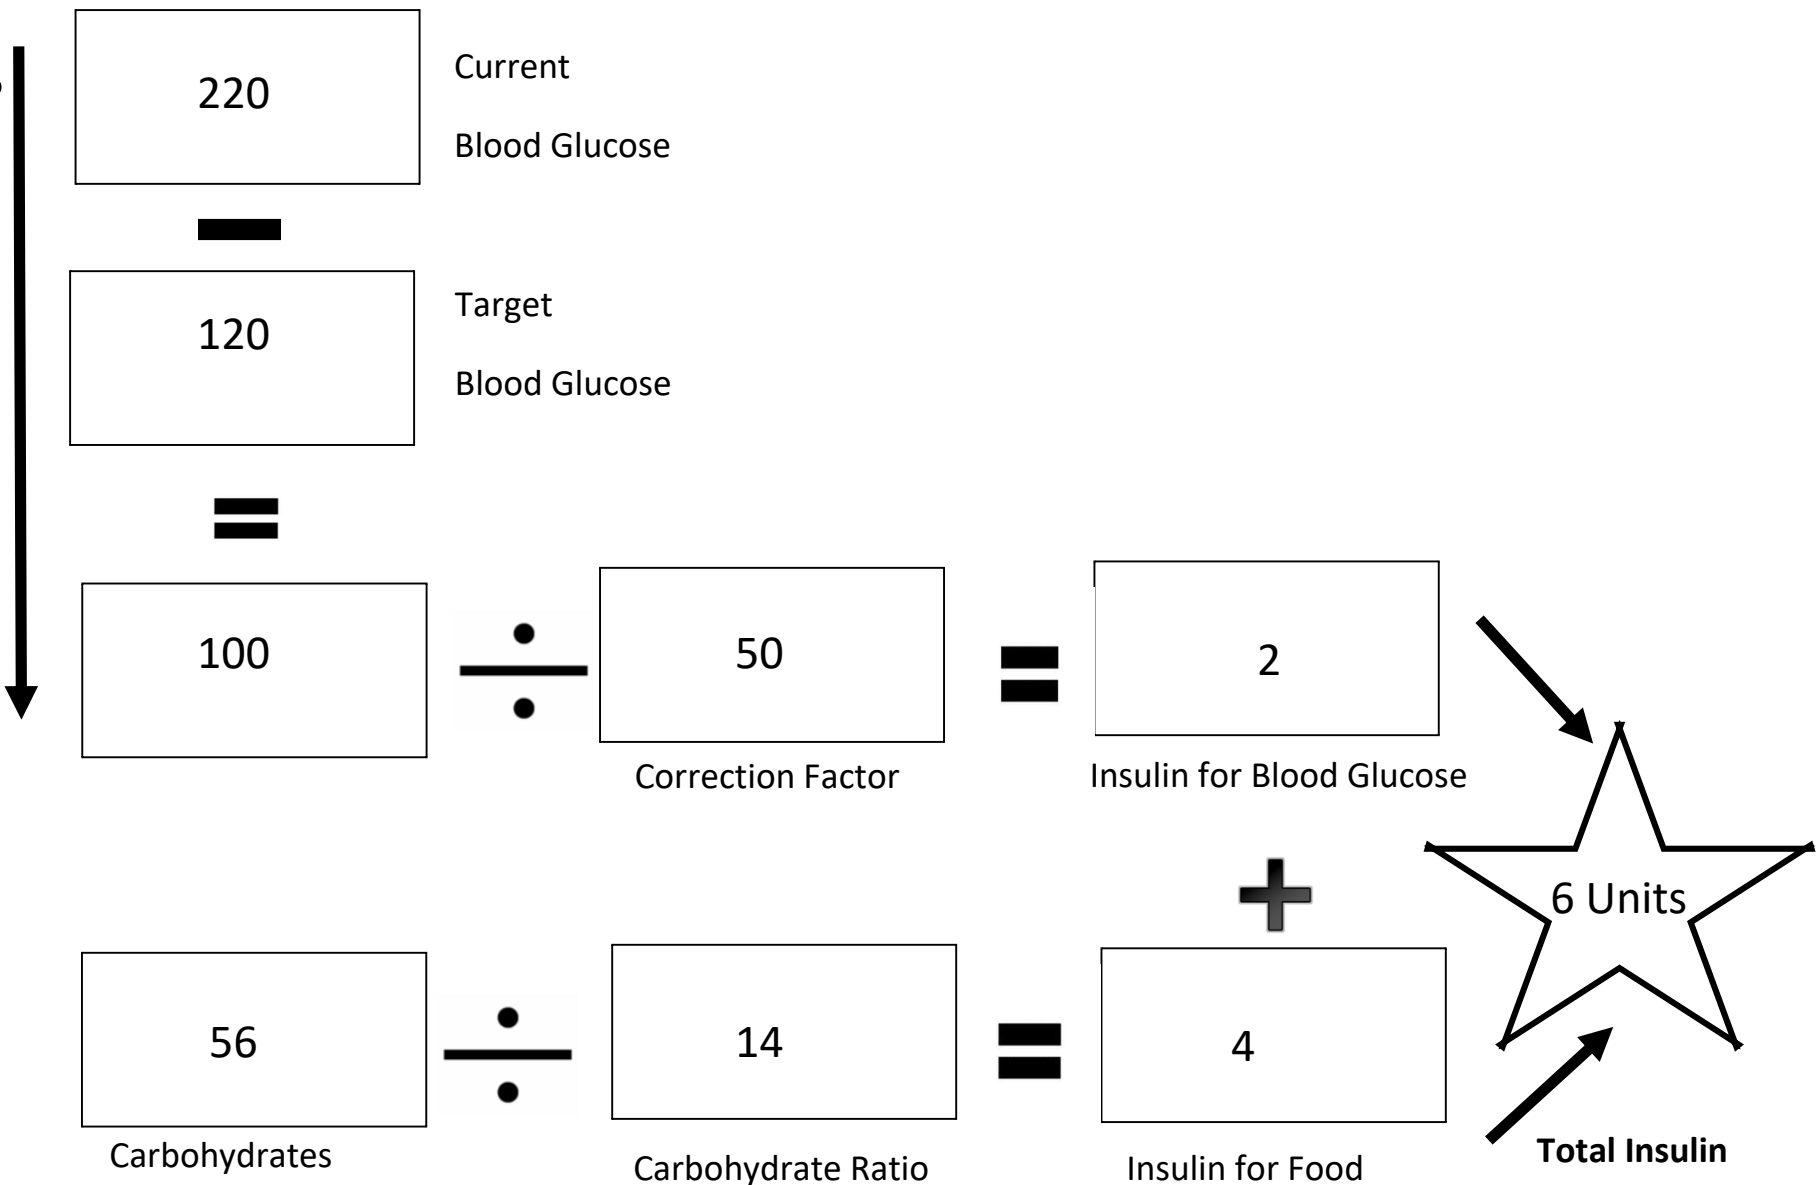 220
Current
Blood Glucose
120
Target
Blood Glucose
100
50
2
Correction Factor
Insulin for Blood Glucose
6 Units
56
14
4
Carbohydrates
Carbohydrate Ratio
Insulin for Food
Total Insulin